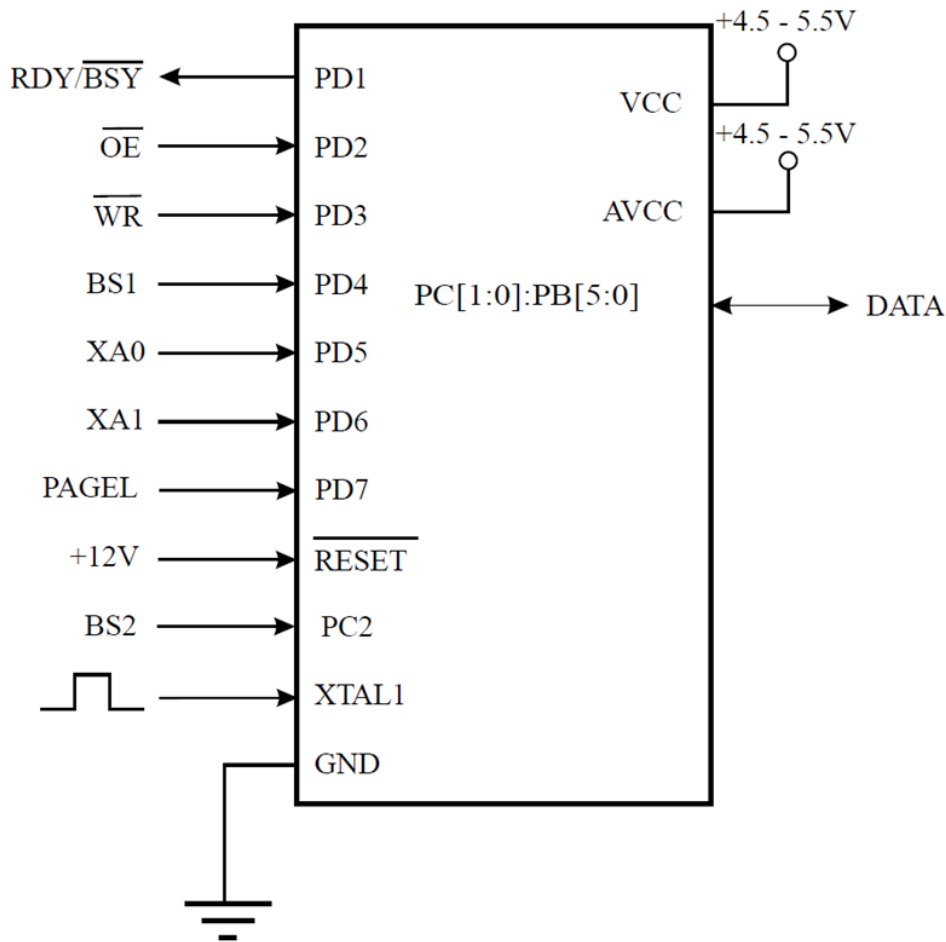 +4.5 - 5.5V
RDY/BSY PD1
VCC
+4.5 - 5.5V
OE PD2
WR PD3
AVCC
BS1 PD4 PC[1:0]:PB[5:0] DATA
XA0 PD5
XA1 PD6
PAGEL PD7
+12V RESET
BS2 PC2
XTAL1
GND